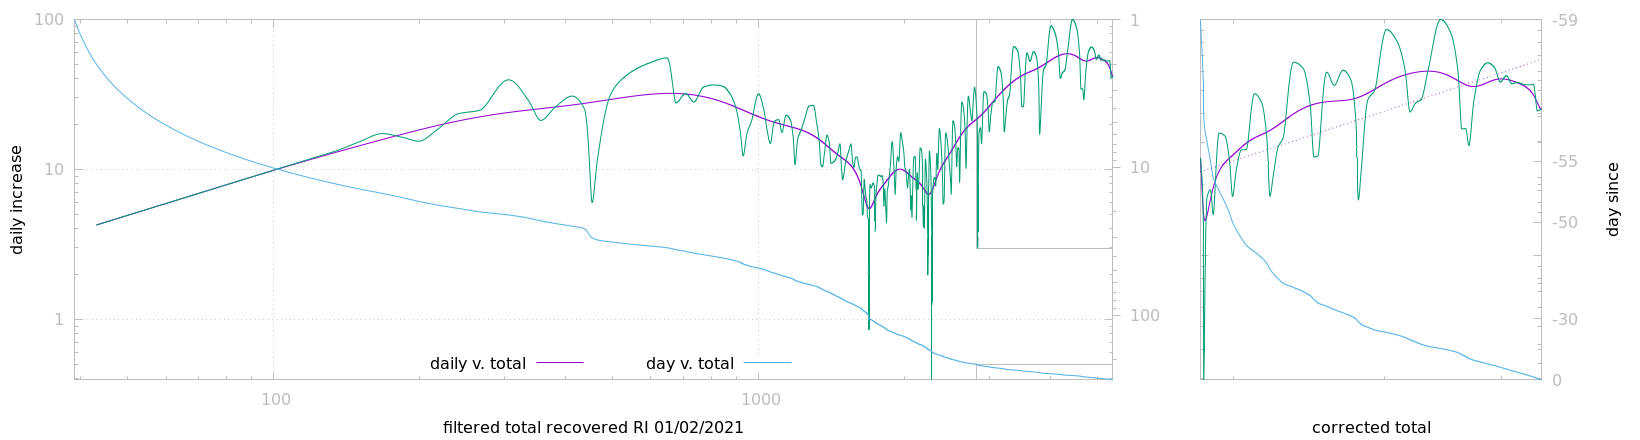 100
10
1
daily increase
1
10
100
-59
-55
-50
-30
0
day since
daily v. total
day v. total
100
1000
filtered total recovered RI 01/02/2021
corrected total